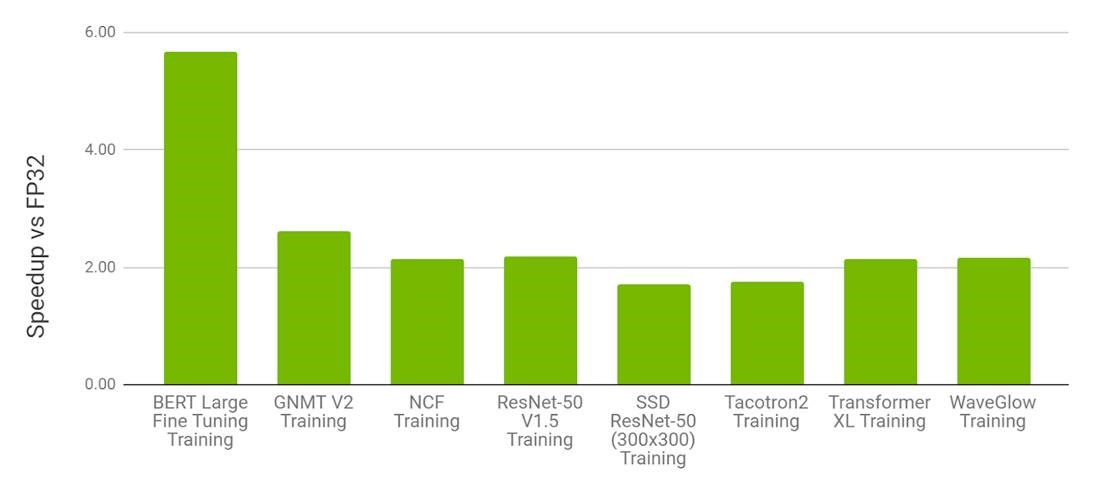 6.00
4.00
2.00
0.00
Speedup vs FP32
BERT Large
Fine Tuning
Training
GNMT V2
Training
NCF
Training
ResNet-50
V1.5
Training
SSD
ResNet-50
(300x300)
Training
Tacotron2
Training
Transformer
XL Training
WaveGlow
Training